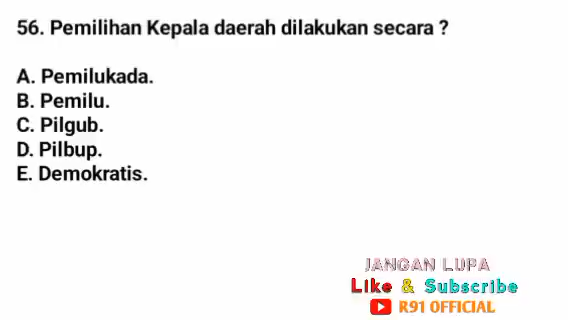 56. Pemilihan Kepala daerah dilakukan secara ?
A. Pemilukada.
B. Pemilu.
C. Pilgub.
D. Pilbup.
E. Demokratis.
JANGAN LUPA
Like & Subscribe
R91 OFFICIAL